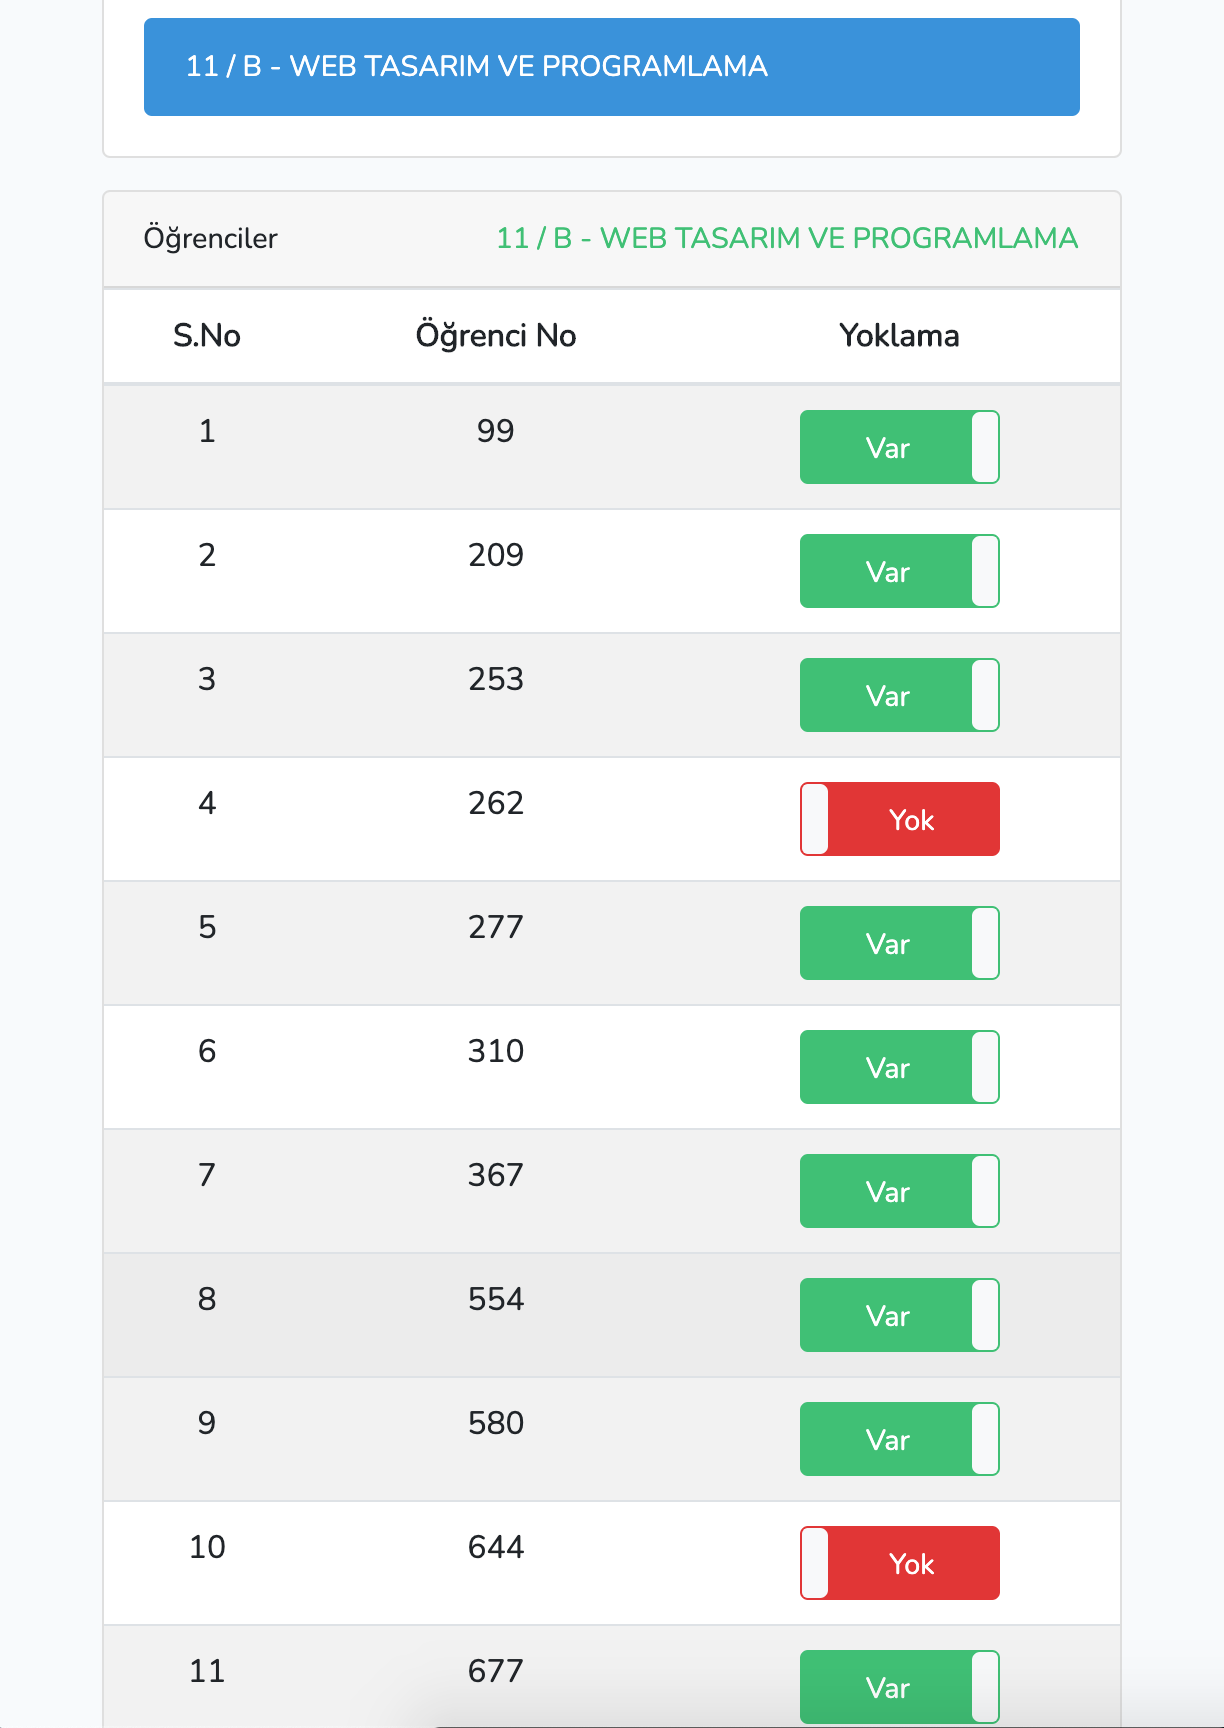 11 / B - WEB TASARIM VE PROGRAMLAMA
Öğrenciler 11 / B - WEB TASARIM VE PROGRAMLAMA
S.No Öğrenci No Yoklama
1 99 Var
2 209 Var
3 253 Var
4 262 Yok
5 277 Var
6 310 Var
7 367 Var
8 554 Var
9 580 Var
10 644 Yok
11 677 Var